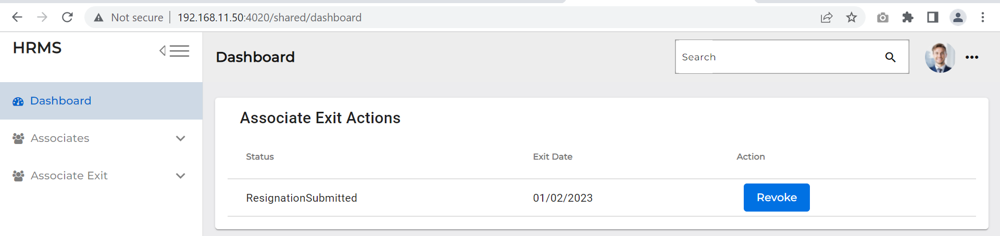 Not secure 192.168.11.50:4020/shared/dashboard
HRMS
Dashboard
Search
Dashboard
Associates
Associate Exit
Associate Exit Actions
Status Exit Date Action
ResignationSubmitted 01/02/2023 Revoke